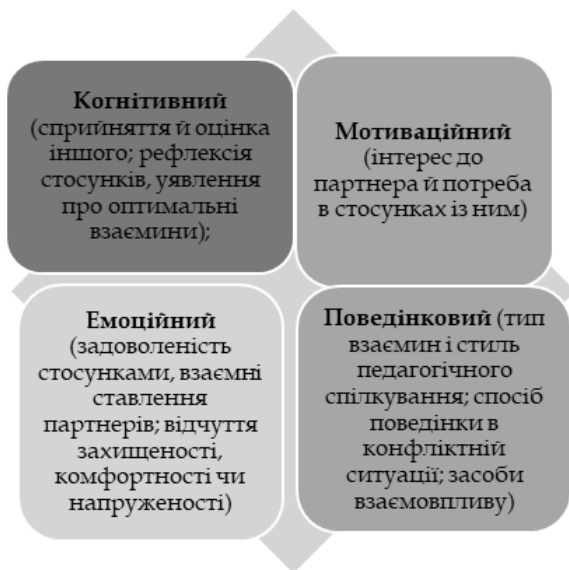 Когнітивний
(сприйняття й оцінка
іншого; рефлексія
стосунків, уявлення
про оптимальні
взаємини);
Мотиваційний
(інтерес до
партнера й потреба
в стосунках із ним)
Емоційний
(задоволеність
стосунками, взаємні
ставлення
партнерів; відчуття
захищеності,
комфортності чи
напруженості)
Поведінковий (тип
взаємин і стиль
педагогічного
спілкування; спосіб
поведінки в
конфліктній
ситуації; засоби
взаємовпливу)